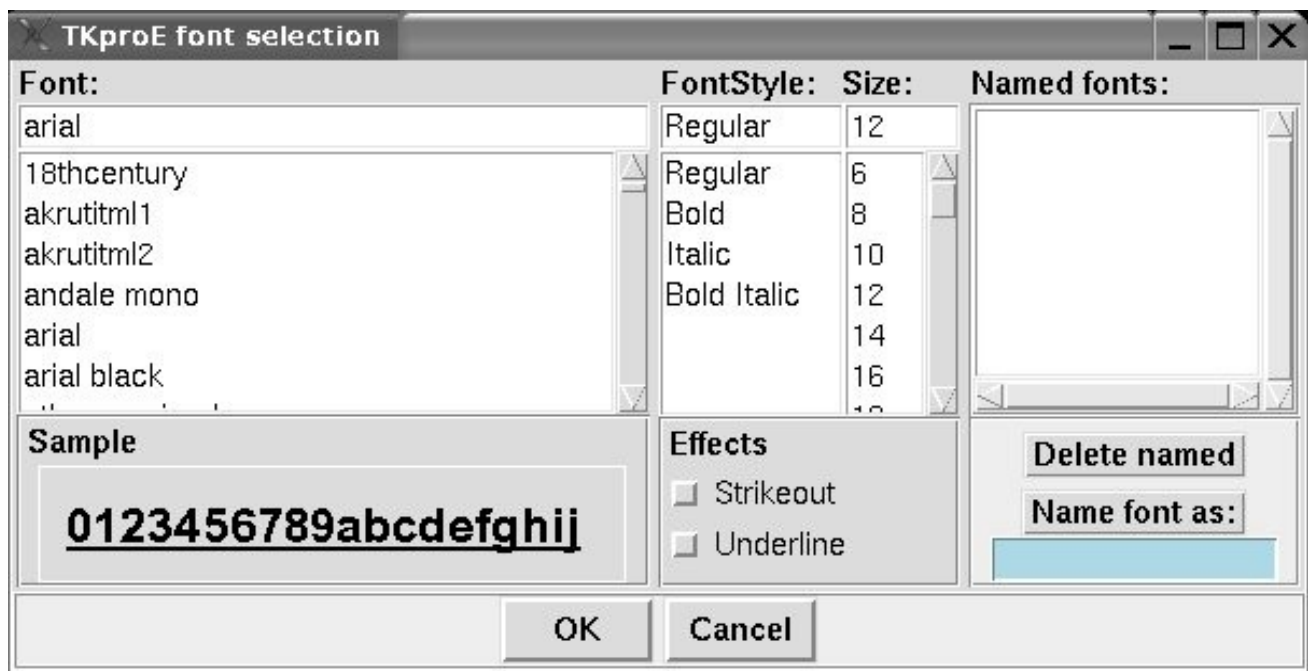 TKproE font selection
Font:
arial
18thcentury
akrutitml1
akrutitml2
andale mono
arial
arial black
FontStyle:
Regular
Regular
Bold
Italic
Bold Italic
Size:
12
6
8
10
12
14
16
Named fonts:
Sample
0123456789abcdefghij
Effects
Strikeout
Underline
Delete named
Name font as:
OK
Cancel